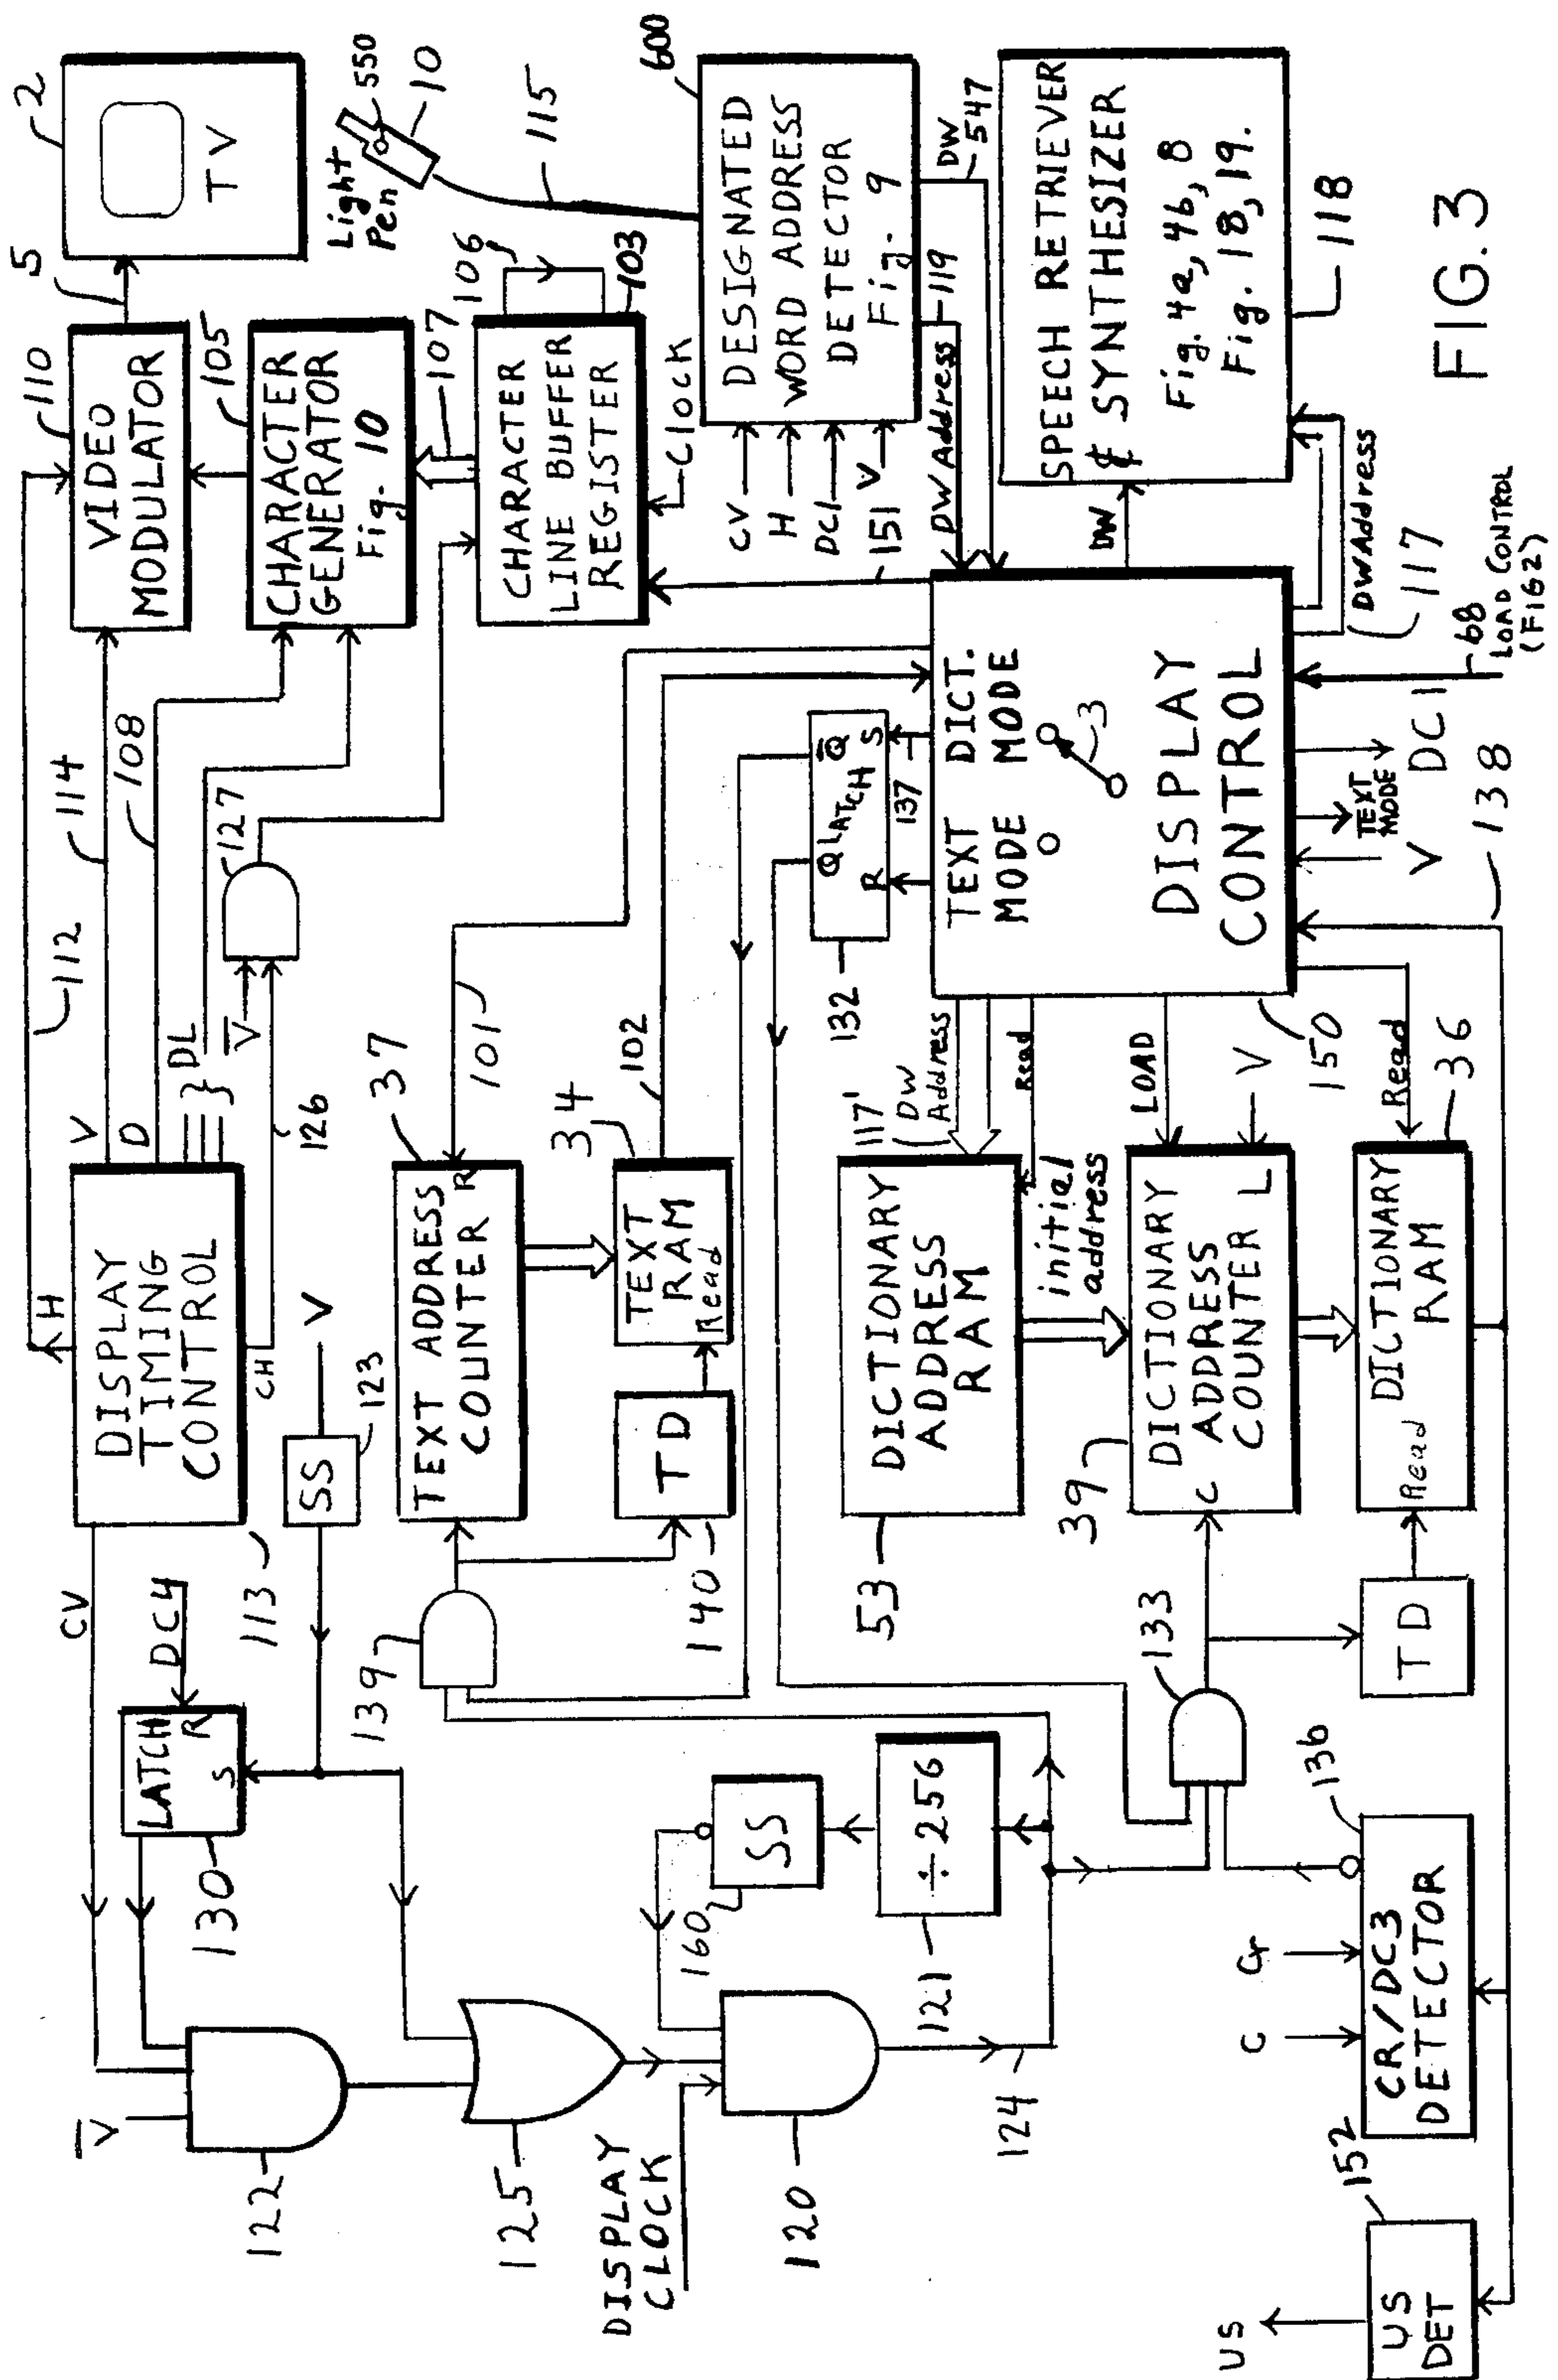 2
TV
5
110
VIDEO
MODULATOR
112
114
108
105
CHARACTER
GENERATOR
Fig. 10
107
106
CHARACTER
LINE BUFFER
REGISTER
103
Clock
Light
Pen
550
10
115
600
DESIGNATED
WORD ADDRESS
DETECTOR
Fig. 9
CV
H
DC1
V
151
DW Address
119
DW
547
SPEECH RETRIEVER
& SYNTHESIZER
Fig. 4a, 4b, 8
Fig. 18, 19.
118
DW
DW Address
117
68
LOAD CONTROL
(FIG 2)
FIG. 3
H
DISPLAY
TIMING
CONTROL
V
D
DL
CH
CV
113
V̅
126
127
SS
123
V
DC4
LATCH
R
S
130
V̅
122
125
DISPLAY
CLOCK
120
124
160
SS
÷256
121
139
TEXT ADDRESS
COUNTER R
37
101
TD
140
TEXT
RAM
Read
34
102
Q LATCH Q̅
R
S
132
137
TEXT
MODE
DICT.
MODE
3
DISPLAY
CONTROL
150
TEXT
MODE
V
DC1
138
117'
DW
Address
Read
DICTIONARY
ADDRESS
RAM
53
initial
address
LOAD
V
DICTIONARY
ADDRESS
COUNTER L
C
39
133
TD
Read
DICTIONARY
RAM
Read
36
136
C
Gr
CR/DC3
DETECTOR
152
US
DET
US